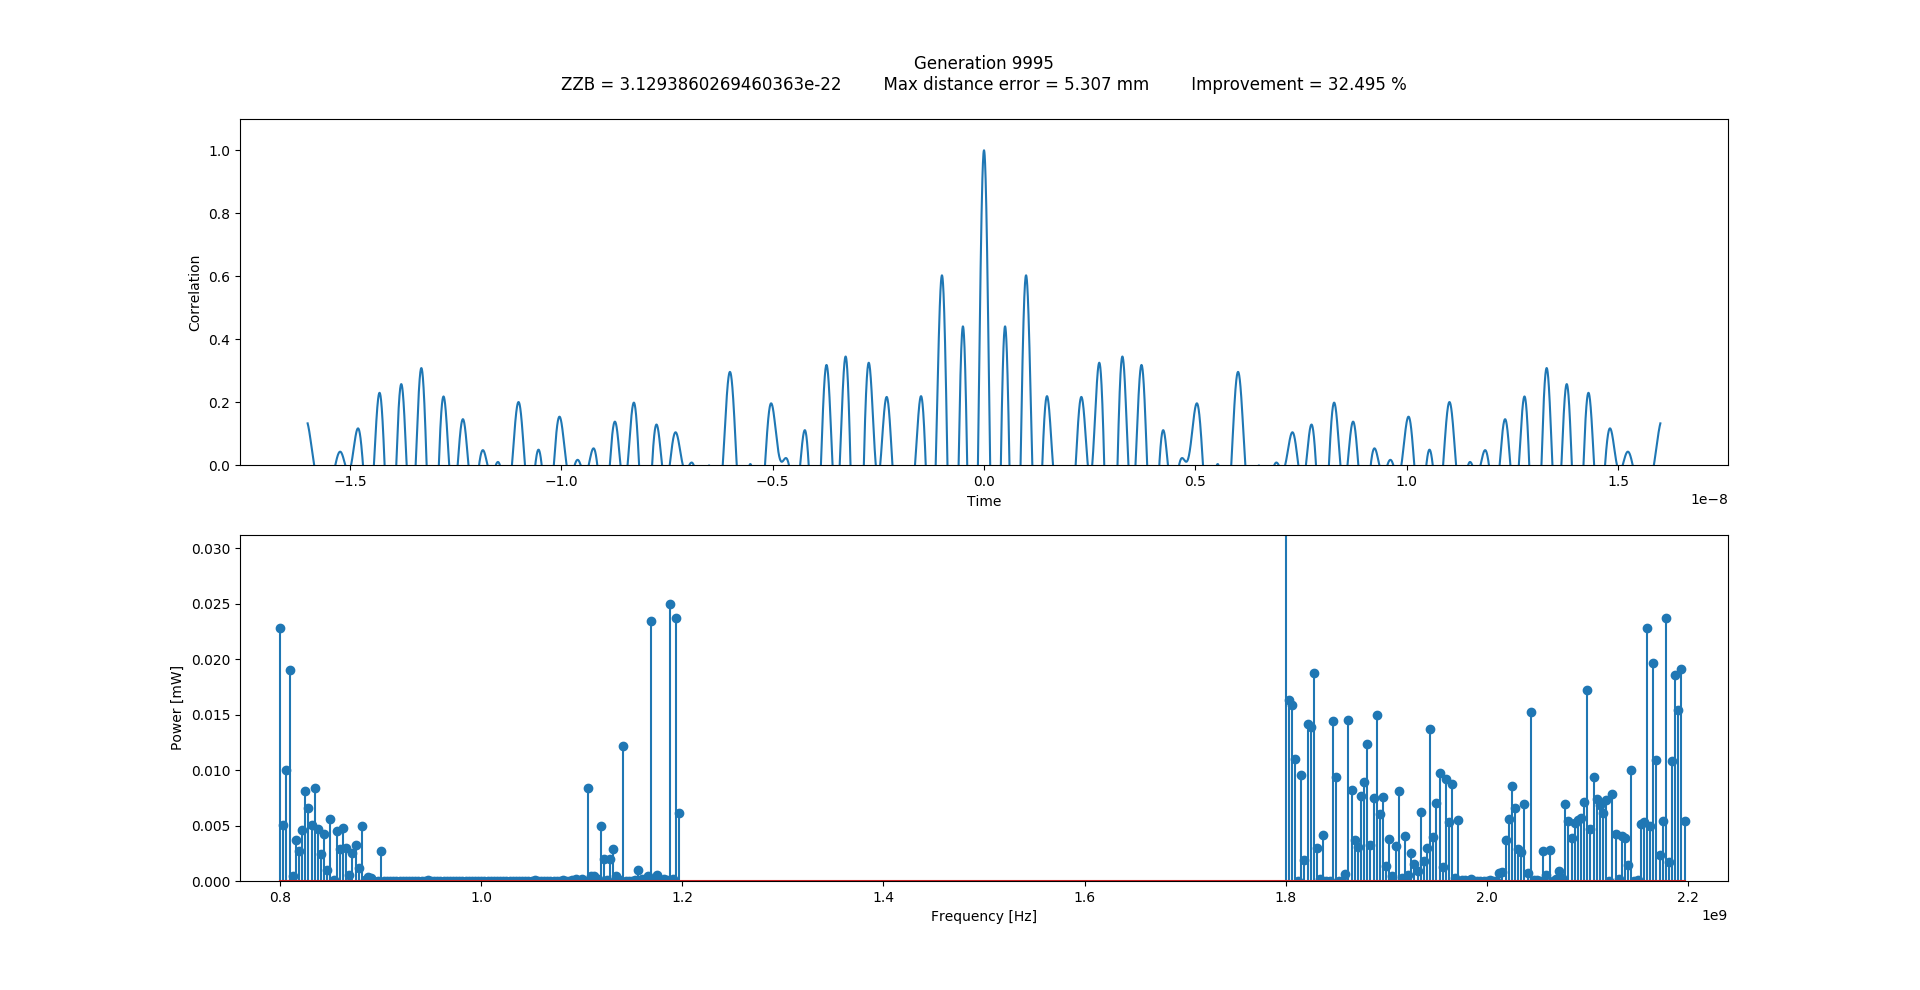 Generation 9995
ZZB = 3.1293860269460363e-22 Max distance error = 5.307 mm Improvement = 32.495 %
1.0
0.8
0.6
0.4
0.2
0.0
Correlation
−1.5 −1.0 −0.5 0.0 0.5 1.0 1.5
1e−8
Time
0.030
0.025
0.020
0.015
0.010
0.005
0.000
Power [mW]
0.8 1.0 1.2 1.4 1.6 1.8 2.0 2.2
1e9
Frequency [Hz]